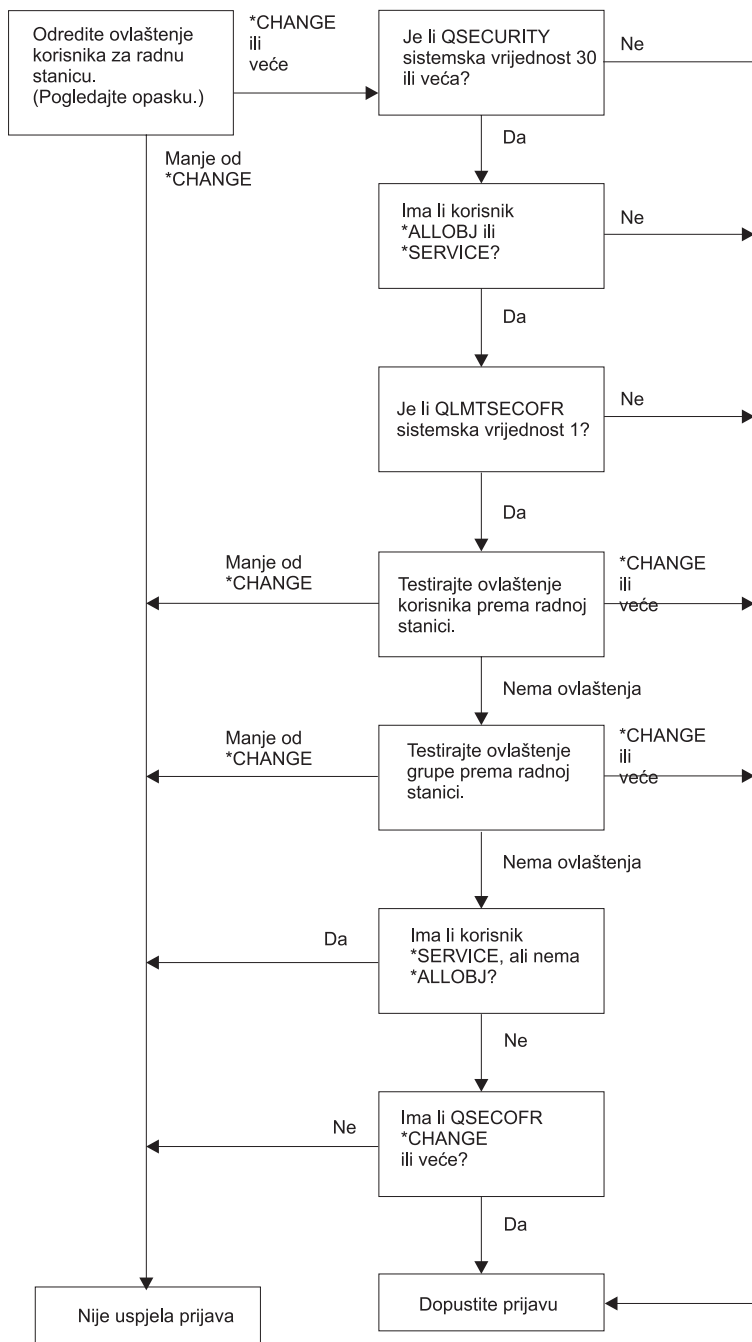 Odredite ovlaštenje
korisnika za radnu
stanicu.
(Pogledajte opasku.)
*CHANGE
ili
veće
Je li QSECURITY
sistemska vrijednost 30
ili veća?
Ne
Manje od
*CHANGE
Da
Ima li korisnik
*ALLOBJ ili
*SERVICE?
Ne
Da
Je li QLMTSECOFR
sistemska vrijednost 1?
Ne
Da
Manje od
*CHANGE
Testirajte ovlaštenje
korisnika prema radnoj
stanici.
*CHANGE
ili
veće
Nema ovlaštenja
Manje od
*CHANGE
Testirajte ovlaštenje
grupe prema radnoj
stanici.
*CHANGE
ili
veće
Nema ovlaštenja
Da
Ima li korisnik
*SERVICE, ali nema
*ALLOBJ?
Ne
Ne
Ima li QSECOFR
*CHANGE
ili veće?
Da
Nije uspjela prijava
Dopustite prijavu